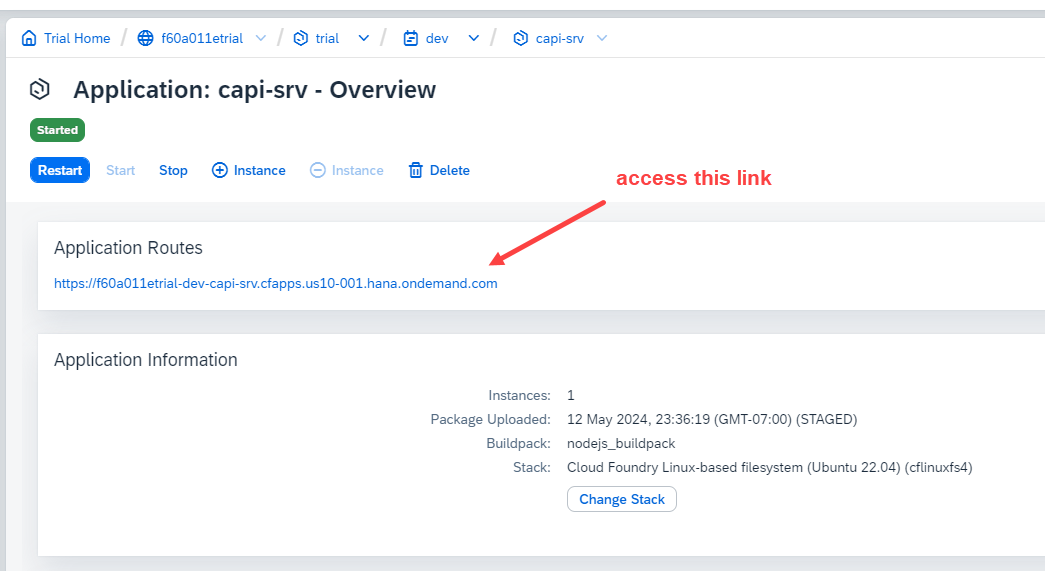 Trial Home / f60a011etrial / trial / dev / capi-srv
Application: capi-srv - Overview
Started
Restart Start Stop Instance Instance Delete
access this link
Application Routes
https://f60a011etrial-dev-capi-srv.cfapps.us10-001.hana.ondemand.com
Application Information
Instances: 1
Package Uploaded: 12 May 2024, 23:36:19 (GMT-07:00) (STAGED)
Buildpack: nodejs_buildpack
Stack: Cloud Foundry Linux-based filesystem (Ubuntu 22.04) (cflinuxfs4)
Change Stack